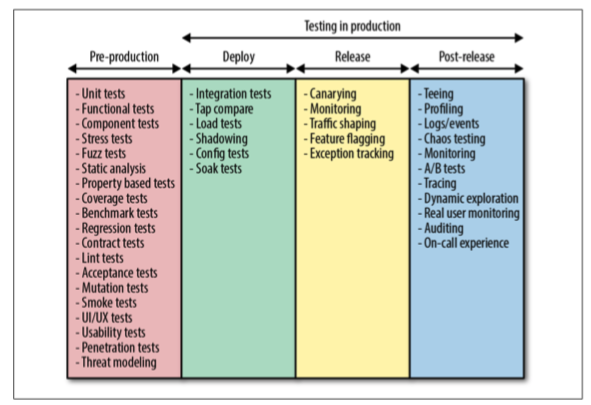 Testing in production
Pre-production
Deploy
Release
Post-release
- Unit tests
- Functional tests
- Component tests
- Stress tests
- Fuzz tests
- Static analysis
- Property based tests
- Coverage tests
- Benchmark tests
- Regression tests
- Contract tests
- Lint tests
- Acceptance tests
- Mutation tests
- Smoke tests
- UI/UX tests
- Usability tests
- Penetration tests
- Threat modeling
- Integration tests
- Tap compare
- Load tests
- Shadowing
- Config tests
- Soak tests
- Canarying
- Monitoring
- Traffic shaping
- Feature flagging
- Exception tracking
- Teeing
- Profiling
- Logs/events
- Chaos testing
- Monitoring
- A/B tests
- Tracing
- Dynamic exploration
- Real user monitoring
- Auditing
- On-call experience